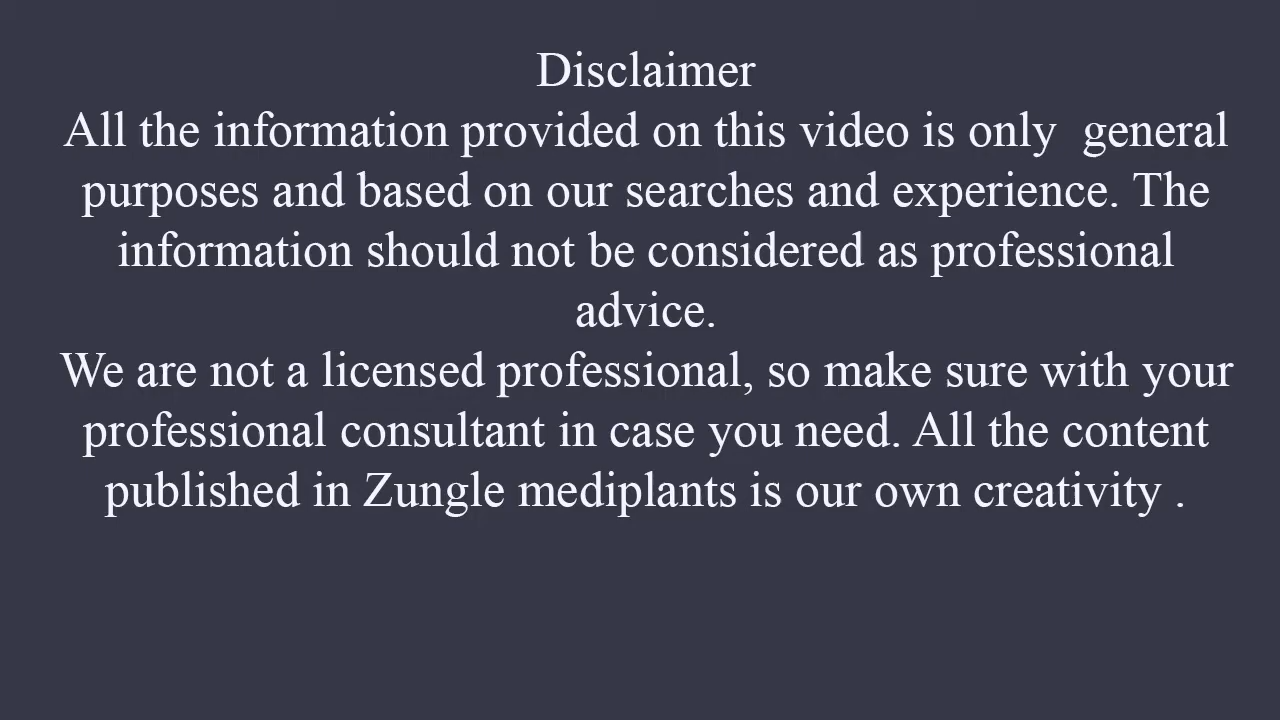 Disclaimer
All the information provided on this video is only  general
purposes and based on our searches and experience. The
information should not be considered as professional
advice.
We are not a licensed professional, so make sure with your
professional consultant in case you need. All the content
published in Zungle mediplants is our own creativity .